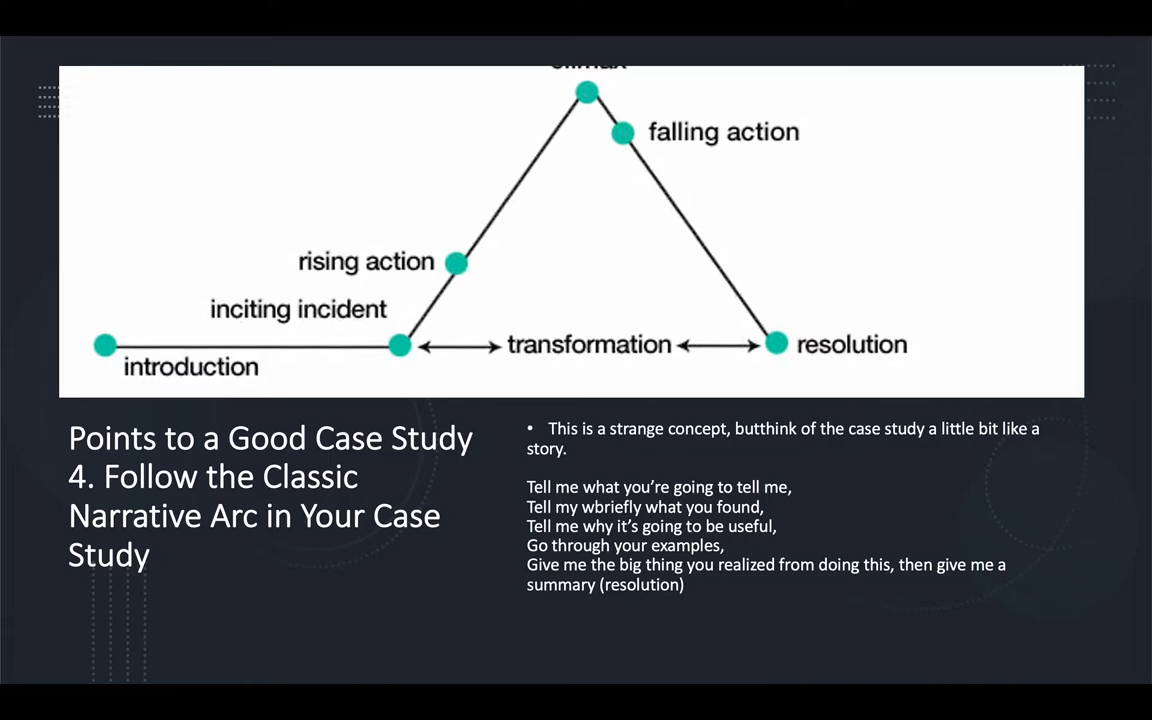 climax
falling action
rising action
inciting incident
transformation
resolution
introduction
Points to a Good Case Study
4. Follow the Classic
Narrative Arc in Your Case
Study
• This is a strange concept, butthink of the case study a little bit like a
story.
Tell me what you’re going to tell me,
Tell my wbriefly what you found,
Tell me why it’s going to be useful,
Go through your examples,
Give me the big thing you realized from doing this, then give me a
summary (resolution)